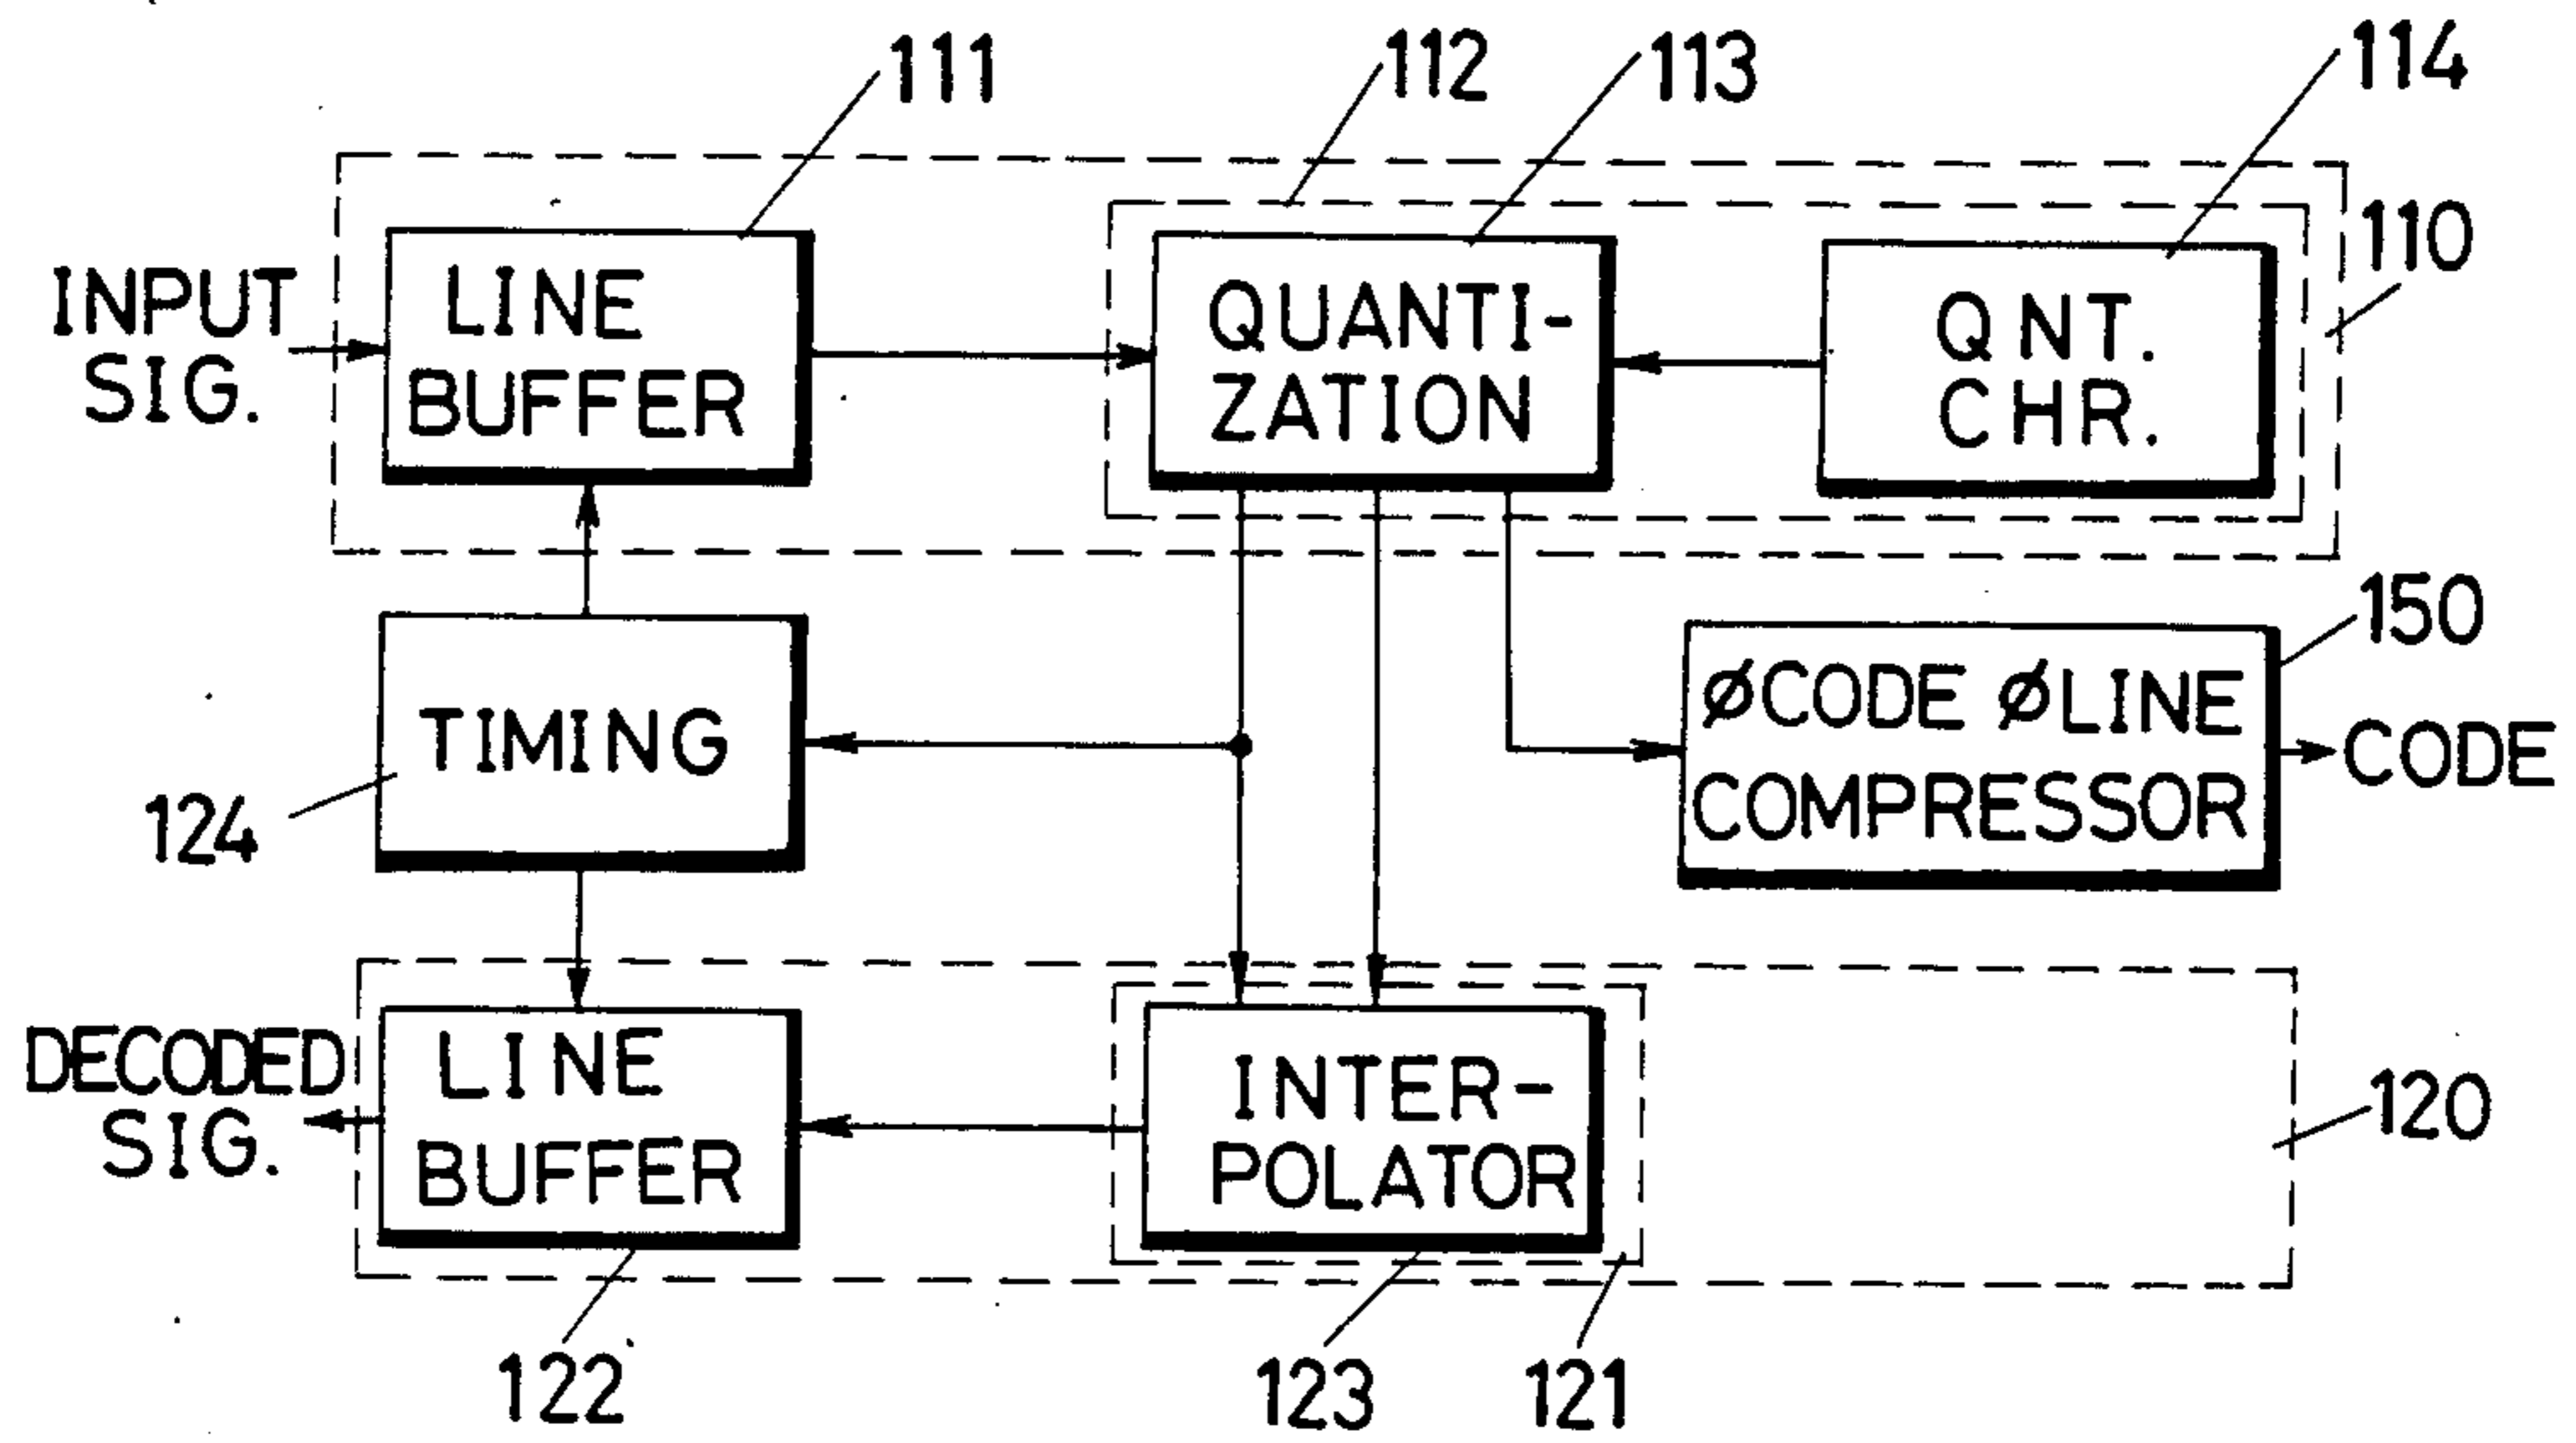 111
112
113
114
110
INPUT
SIG.
LINE
BUFFER
QUANTI-
ZATION
QNT.
CHR.
TIMING
124
150
ØCODE ØLINE
COMPRESSOR
CODE
DECODED
SIG.
LINE
BUFFER
INTER-
POLATOR
120
122
123
121